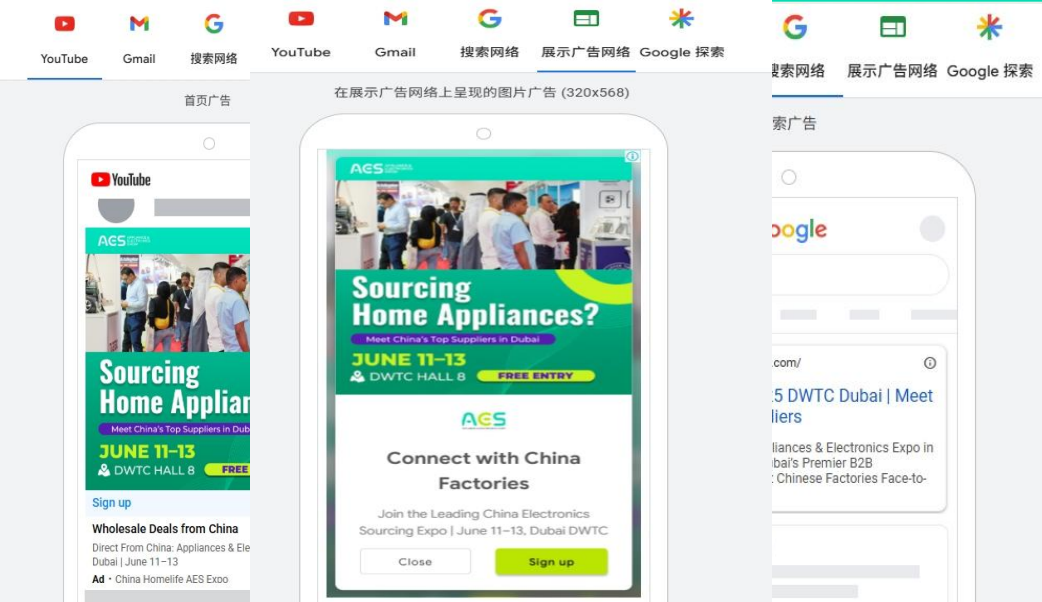 YouTube
Gmail
搜索网络
首页广告
YouTube
AES
Sourcing
Home Applian
Meet China's Top Suppliers in Dub
JUNE 11–13
DWTC HALL 8
FREE
Sign up
Wholesale Deals from China
Direct From China: Appliances & Ele
Dubai | June 11–13
Ad · China Homelife AES Expo
YouTube
Gmail
搜索网络
展示广告网络
Google 探索
在展示广告网络上呈现的图片广告 (320x568)
AES
Sourcing
Home Appliances?
Meet China's Top Suppliers in Dubai
JUNE 11–13
DWTC HALL 8
FREE ENTRY
AES
Connect with China
Factories
Join the Leading China Electronics
Sourcing Expo | June 11–13, Dubai DWTC
Close
Sign up
搜索网络
展示广告网络
Google 探索
索广告
oogle
.com/
25 DWTC Dubai | Meet
liers
liances & Electronics Expo in
bai's Premier B2B
t Chinese Factories Face-to-